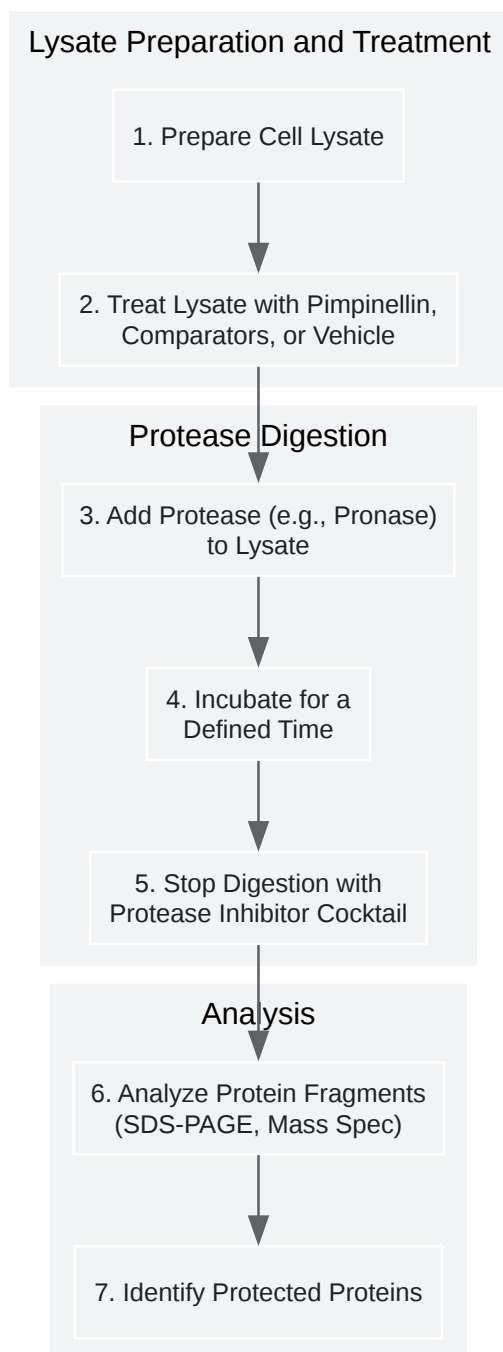 Lysate Preparation and Treatment
1. Prepare Cell Lysate
2. Treat Lysate with Pimpinellin,
Comparators, or Vehicle
Protease Digestion
3. Add Protease (e.g., Pronase)
to Lysate
4. Incubate for a
Defined Time
5. Stop Digestion with
Protease Inhibitor Cocktail
Analysis
6. Analyze Protein Fragments
(SDS-PAGE, Mass Spec)
7. Identify Protected Proteins